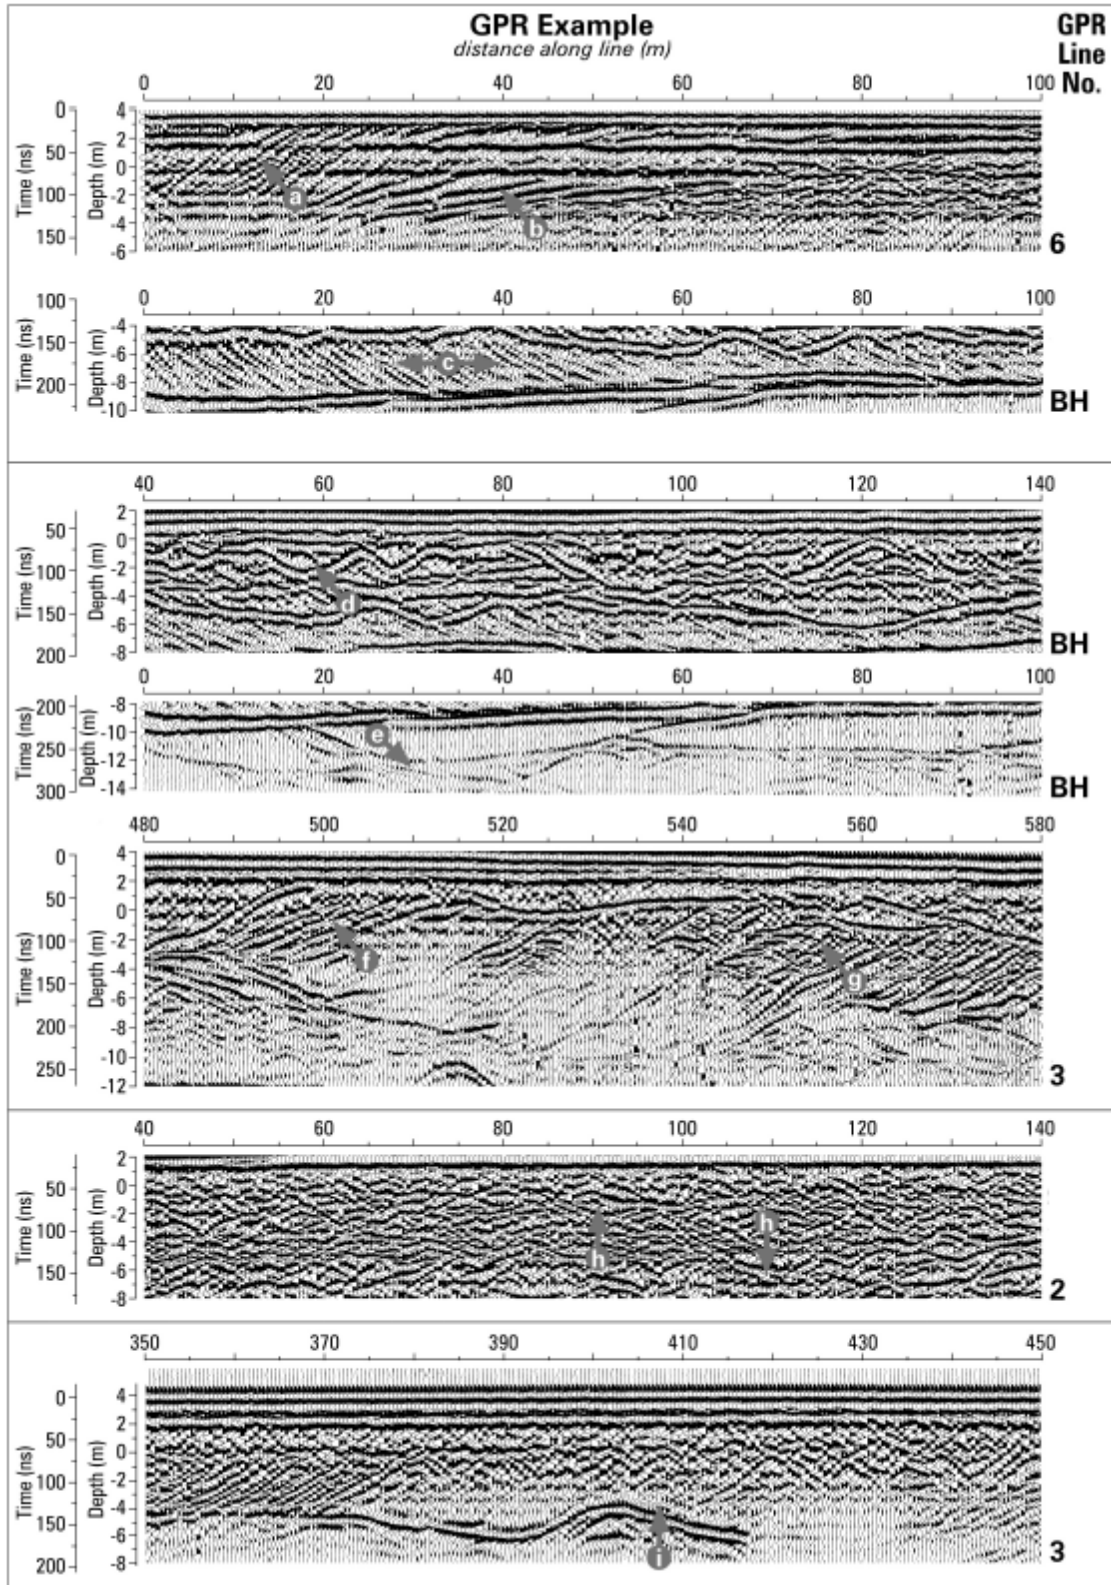 GPR Example
distance along line (m)
GPR
Line
No.
0 20 40 60 80 100
Time (ns)
0
50
100
150
Depth (m)
4
2
0
-2
-4
-6
a
b
6
0 20 40 60 80 100
Time (ns)
100
150
200
Depth (m)
-4
-6
-8
-10
c
BH
40 60 80 100 120 140
Time (ns)
50
100
150
200
Depth (m)
2
0
-2
-4
-6
-8
d
BH
0 20 40 60 80 100
Time (ns)
200
250
300
Depth (m)
-8
-10
-12
-14
e
BH
480 500 520 540 560 580
Time (ns)
0
50
100
150
200
250
Depth (m)
4
2
0
-2
-4
-6
-8
-10
-12
f
g
3
40 60 80 100 120 140
Time (ns)
50
100
150
Depth (m)
2
0
-2
-4
-6
-8
h
h
2
350 370 390 410 430 450
Time (ns)
0
50
100
150
200
Depth (m)
4
2
0
-2
-4
-6
-8
i
3